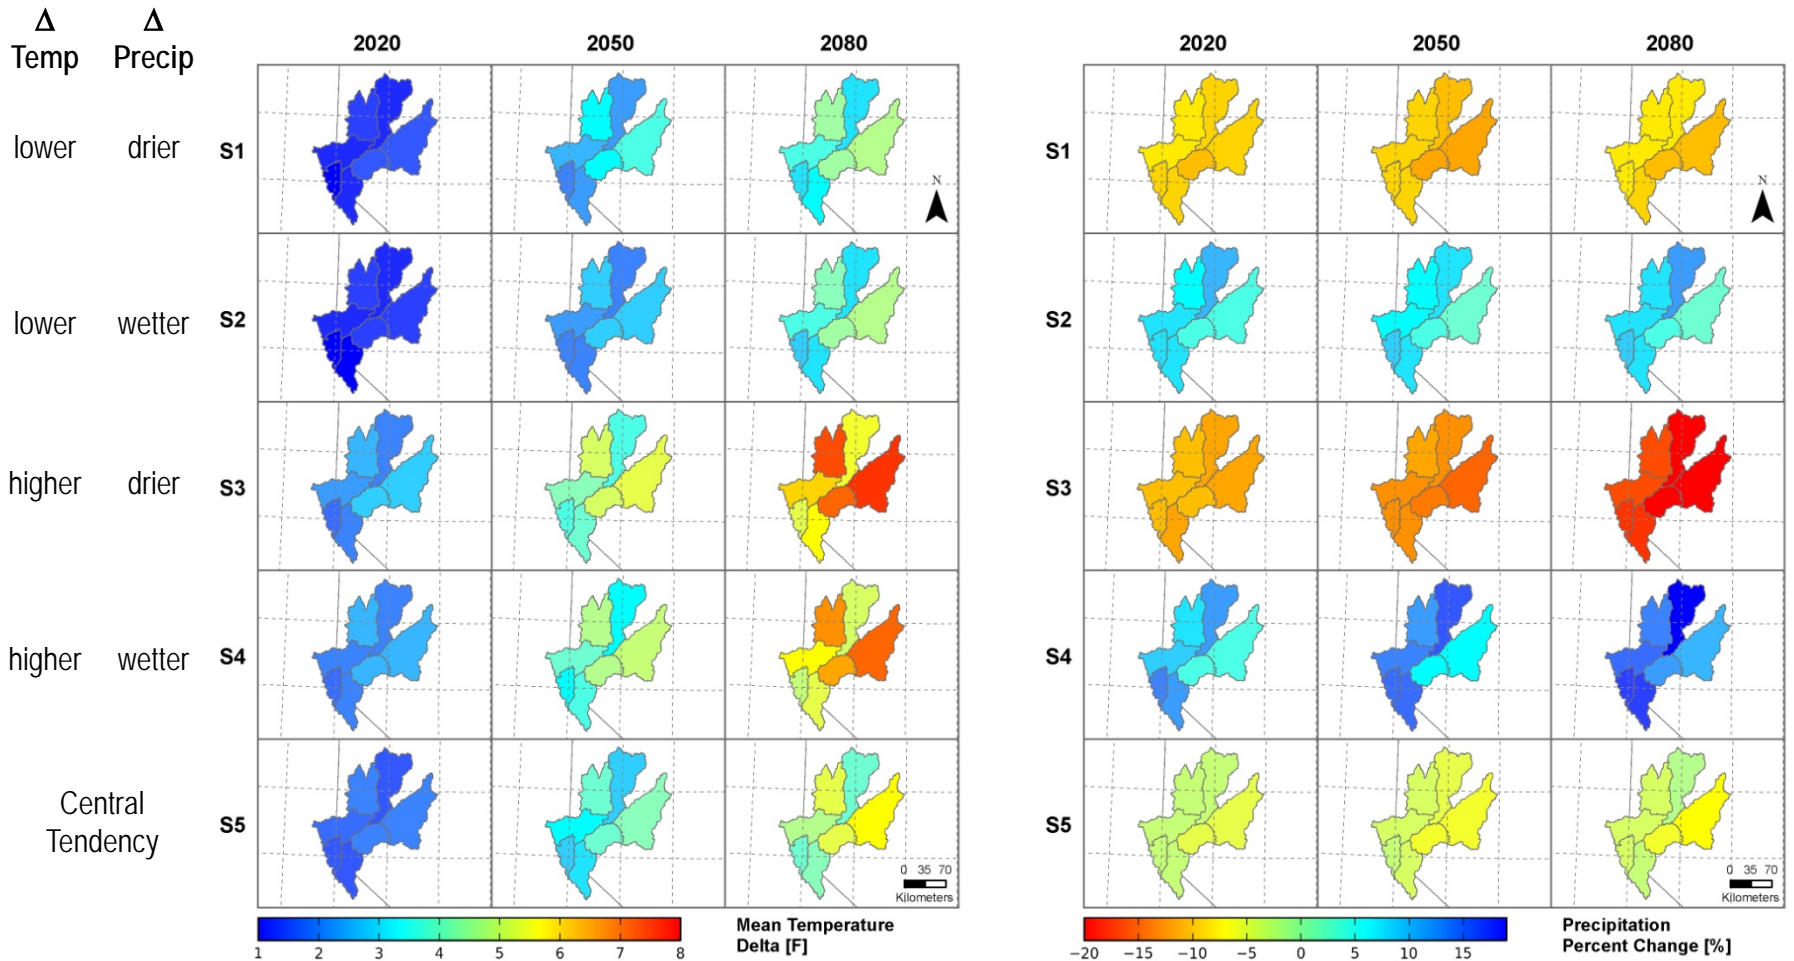 Δ Δ
Temp Precip
2020 2050 2080 2020 2050 2080
lower drier S1 S1
N N
lower wetter S2 S2
higher drier S3 S3
higher wetter S4 S4
Central
Tendency
S5 S5
0 35 70 0 35 70
Kilometers Kilometers
Mean Temperature
Delta [F]
1 2 3 4 5 6 7 8
Precipitation
Percent Change [%]
−20 −15 −10 −5 0 5 10 15